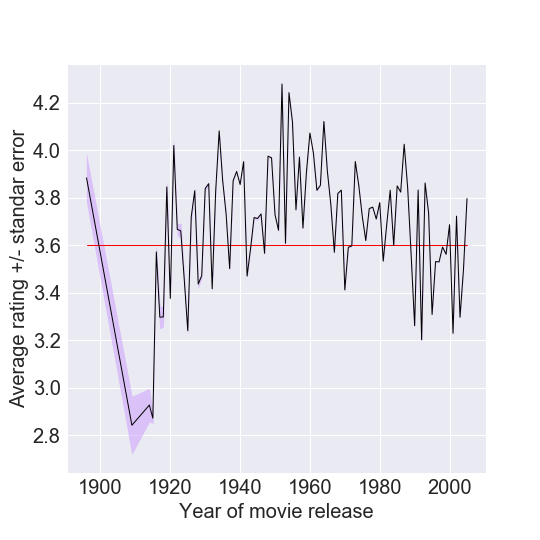 4.2
4.0
3.8
3.6
3.4
3.2
3.0
2.8
Average rating +/- standar error
1900 1920 1940 1960 1980 2000
Year of movie release